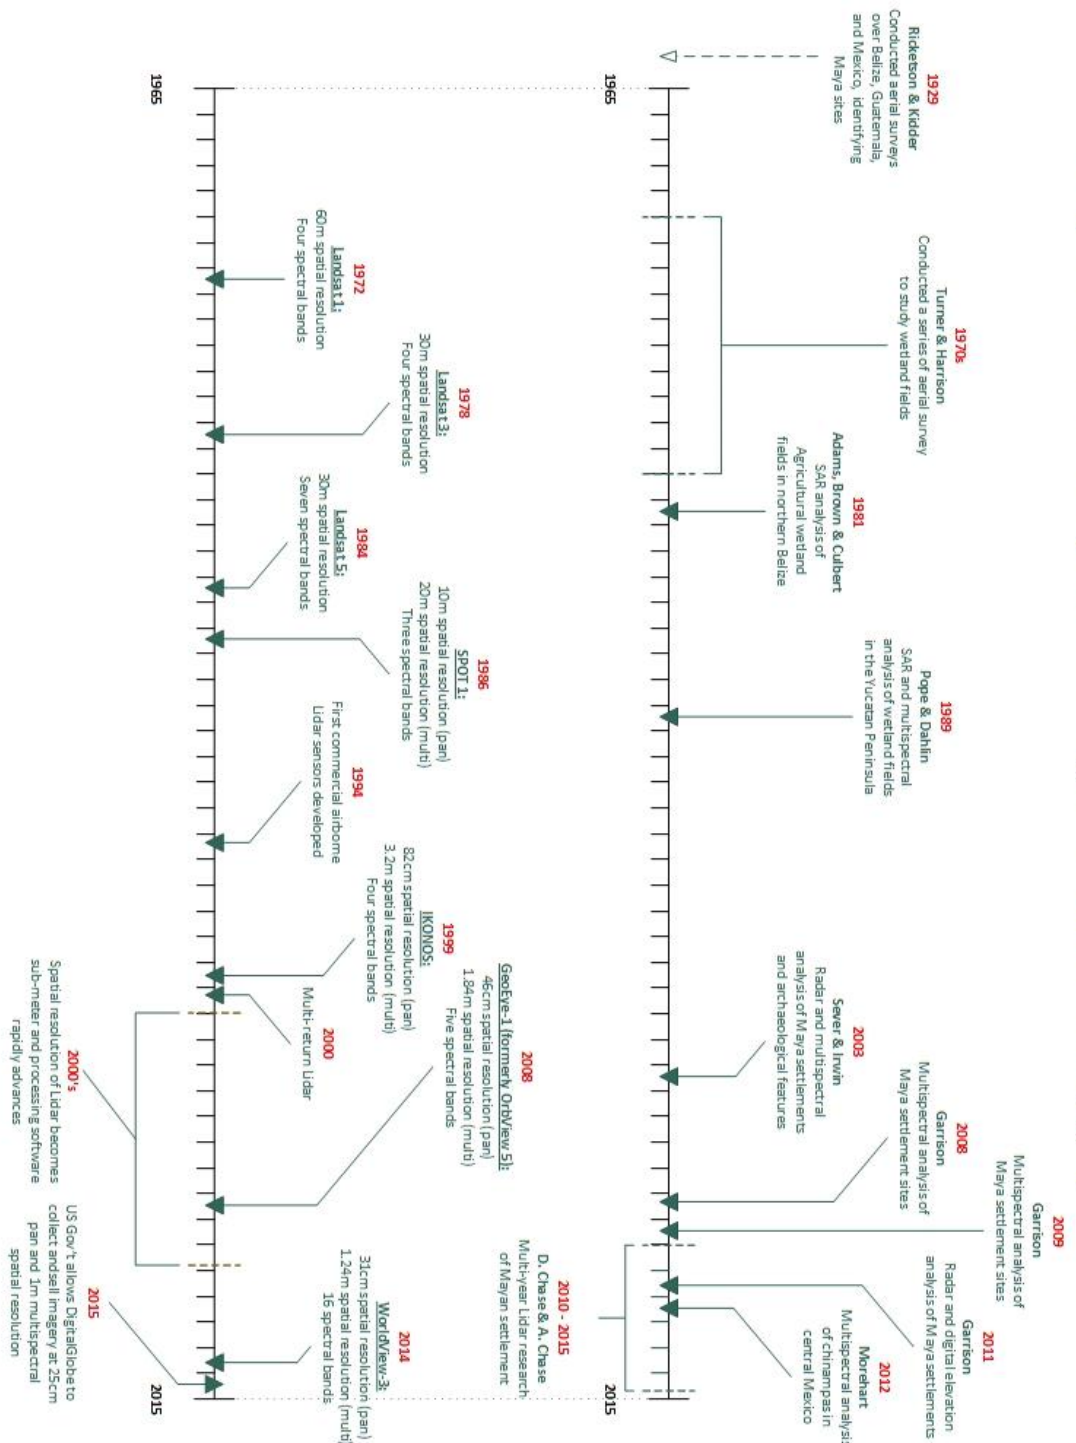 1929
Ricketson & Kidder
Conducted aerial surveys
over Belize, Guatemala,
and Mexico, identifying
Maya sites
1970s
Turner & Harrison
Conducted a series of aerial survey
to study wetland fields
1981
Adams, Brown & Culbert
SAR analysis of
Agricultural wetland
fields in northern Belize
1989
Pope & Dahlin
SAR and multispectral
analysis of wetland fields
in the Yucatan Peninsula
2003
Sever & Irwin
Radar and multispectral
analysis of Maya settlements
and archaeological features
2008
Garrison
Multispectral analysis of
Maya settlement sites
2009
Garrison
Multispectral analysis of
Maya settlement sites
2011
Garrison
Radar and digital elevation
analysis of Maya settlements
2012
Morehart
Multispectral analysis
of chinampas in
central Mexico
1965
2015
2010 - 2015
D. Chase & A. Chase
Multi-year Lidar research
of Mayan settlement
1972
Landsat 1:
60m spatial resolution
Four spectral bands
1978
Landsat 3:
30m spatial resolution
Four spectral bands
1984
Landsat 5:
30m spatial resolution
Seven spectral bands
1986
SPOT 1:
10m spatial resolution (pan)
20m spatial resolution (multi)
Three spectral bands
1994
First commercial airborne
Lidar sensors developed
1999
IKONOS:
82cm spatial resolution (pan)
3.2m spatial resolution (multi)
Four spectral bands
2000
Multi-return Lidar
2008
GeoEye-1 (formerly OrbView 5):
46cm spatial resolution (pan)
1.84m spatial resolution (multi)
Five spectral bands
2014
WorldView-3:
31cm spatial resolution (pan)
1.24m spatial resolution (multi)
16 spectral bands
1965
2015
2000's
Spatial resolution of Lidar becomes
sub-meter and processing software
rapidly advances
2015
US Gov't allows DigitalGlobe to
collect and sell imagery at 25cm
pan and 1m multispectral
spatial resolution